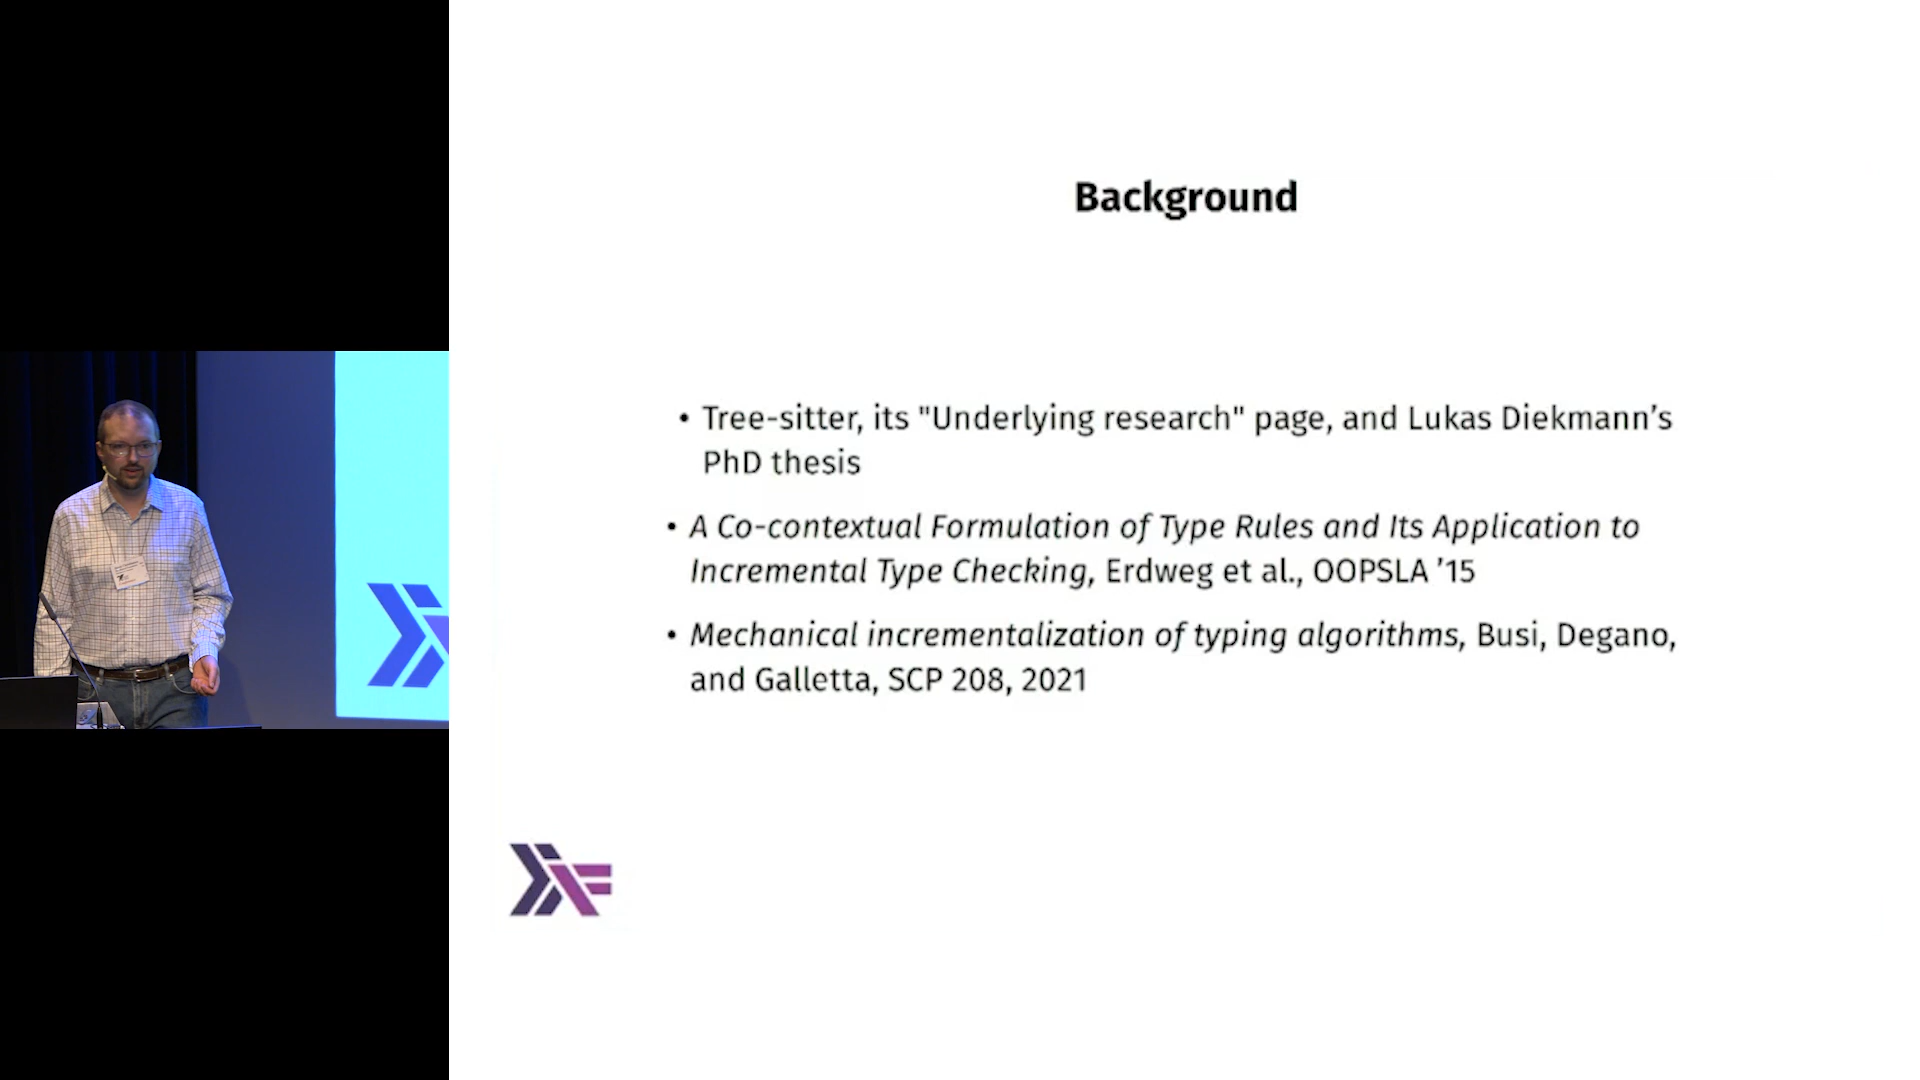 Background
• Tree-sitter, its "Underlying research" page, and Lukas Diekmann’s
PhD thesis
• A Co-contextual Formulation of Type Rules and Its Application to
Incremental Type Checking, Erdweg et al., OOPSLA ’15
• Mechanical incrementalization of typing algorithms, Busi, Degano,
and Galletta, SCP 208, 2021